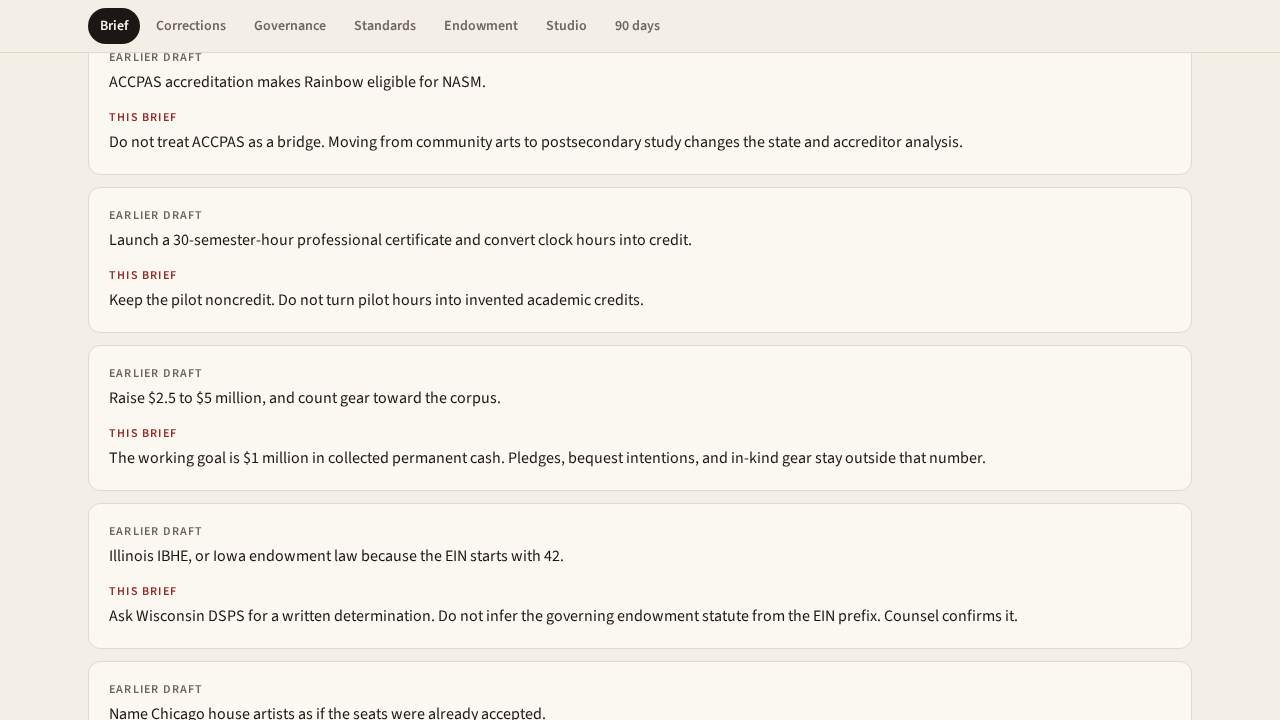 Brief Corrections Governance Standards Endowment Studio 90 days
EARLIER DRAFT
ACCPAS accreditation makes Rainbow eligible for NASM.
THIS BRIEF
Do not treat ACCPAS as a bridge. Moving from community arts to postsecondary study changes the state and accreditor analysis.
EARLIER DRAFT
Launch a 30-semester-hour professional certificate and convert clock hours into credit.
THIS BRIEF
Keep the pilot noncredit. Do not turn pilot hours into invented academic credits.
EARLIER DRAFT
Raise $2.5 to $5 million, and count gear toward the corpus.
THIS BRIEF
The working goal is $1 million in collected permanent cash. Pledges, bequest intentions, and in-kind gear stay outside that number.
EARLIER DRAFT
Illinois IBHE, or Iowa endowment law because the EIN starts with 42.
THIS BRIEF
Ask Wisconsin DSPS for a written determination. Do not infer the governing endowment statute from the EIN prefix. Counsel confirms it.
EARLIER DRAFT
Name Chicago house artists as if the seats were already accepted.